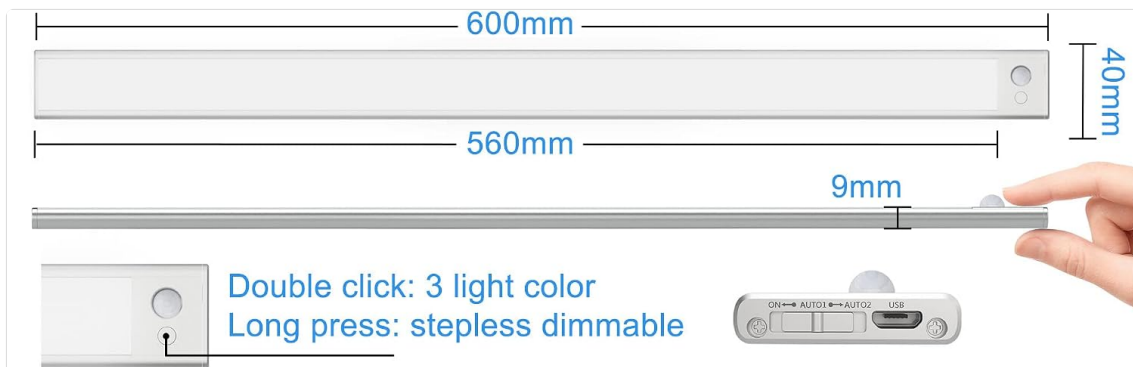 600mm
40mm
560mm
9mm
Double click: 3 light color
Long press: stepless dimmable
ON AUTO1 AUTO2 USB